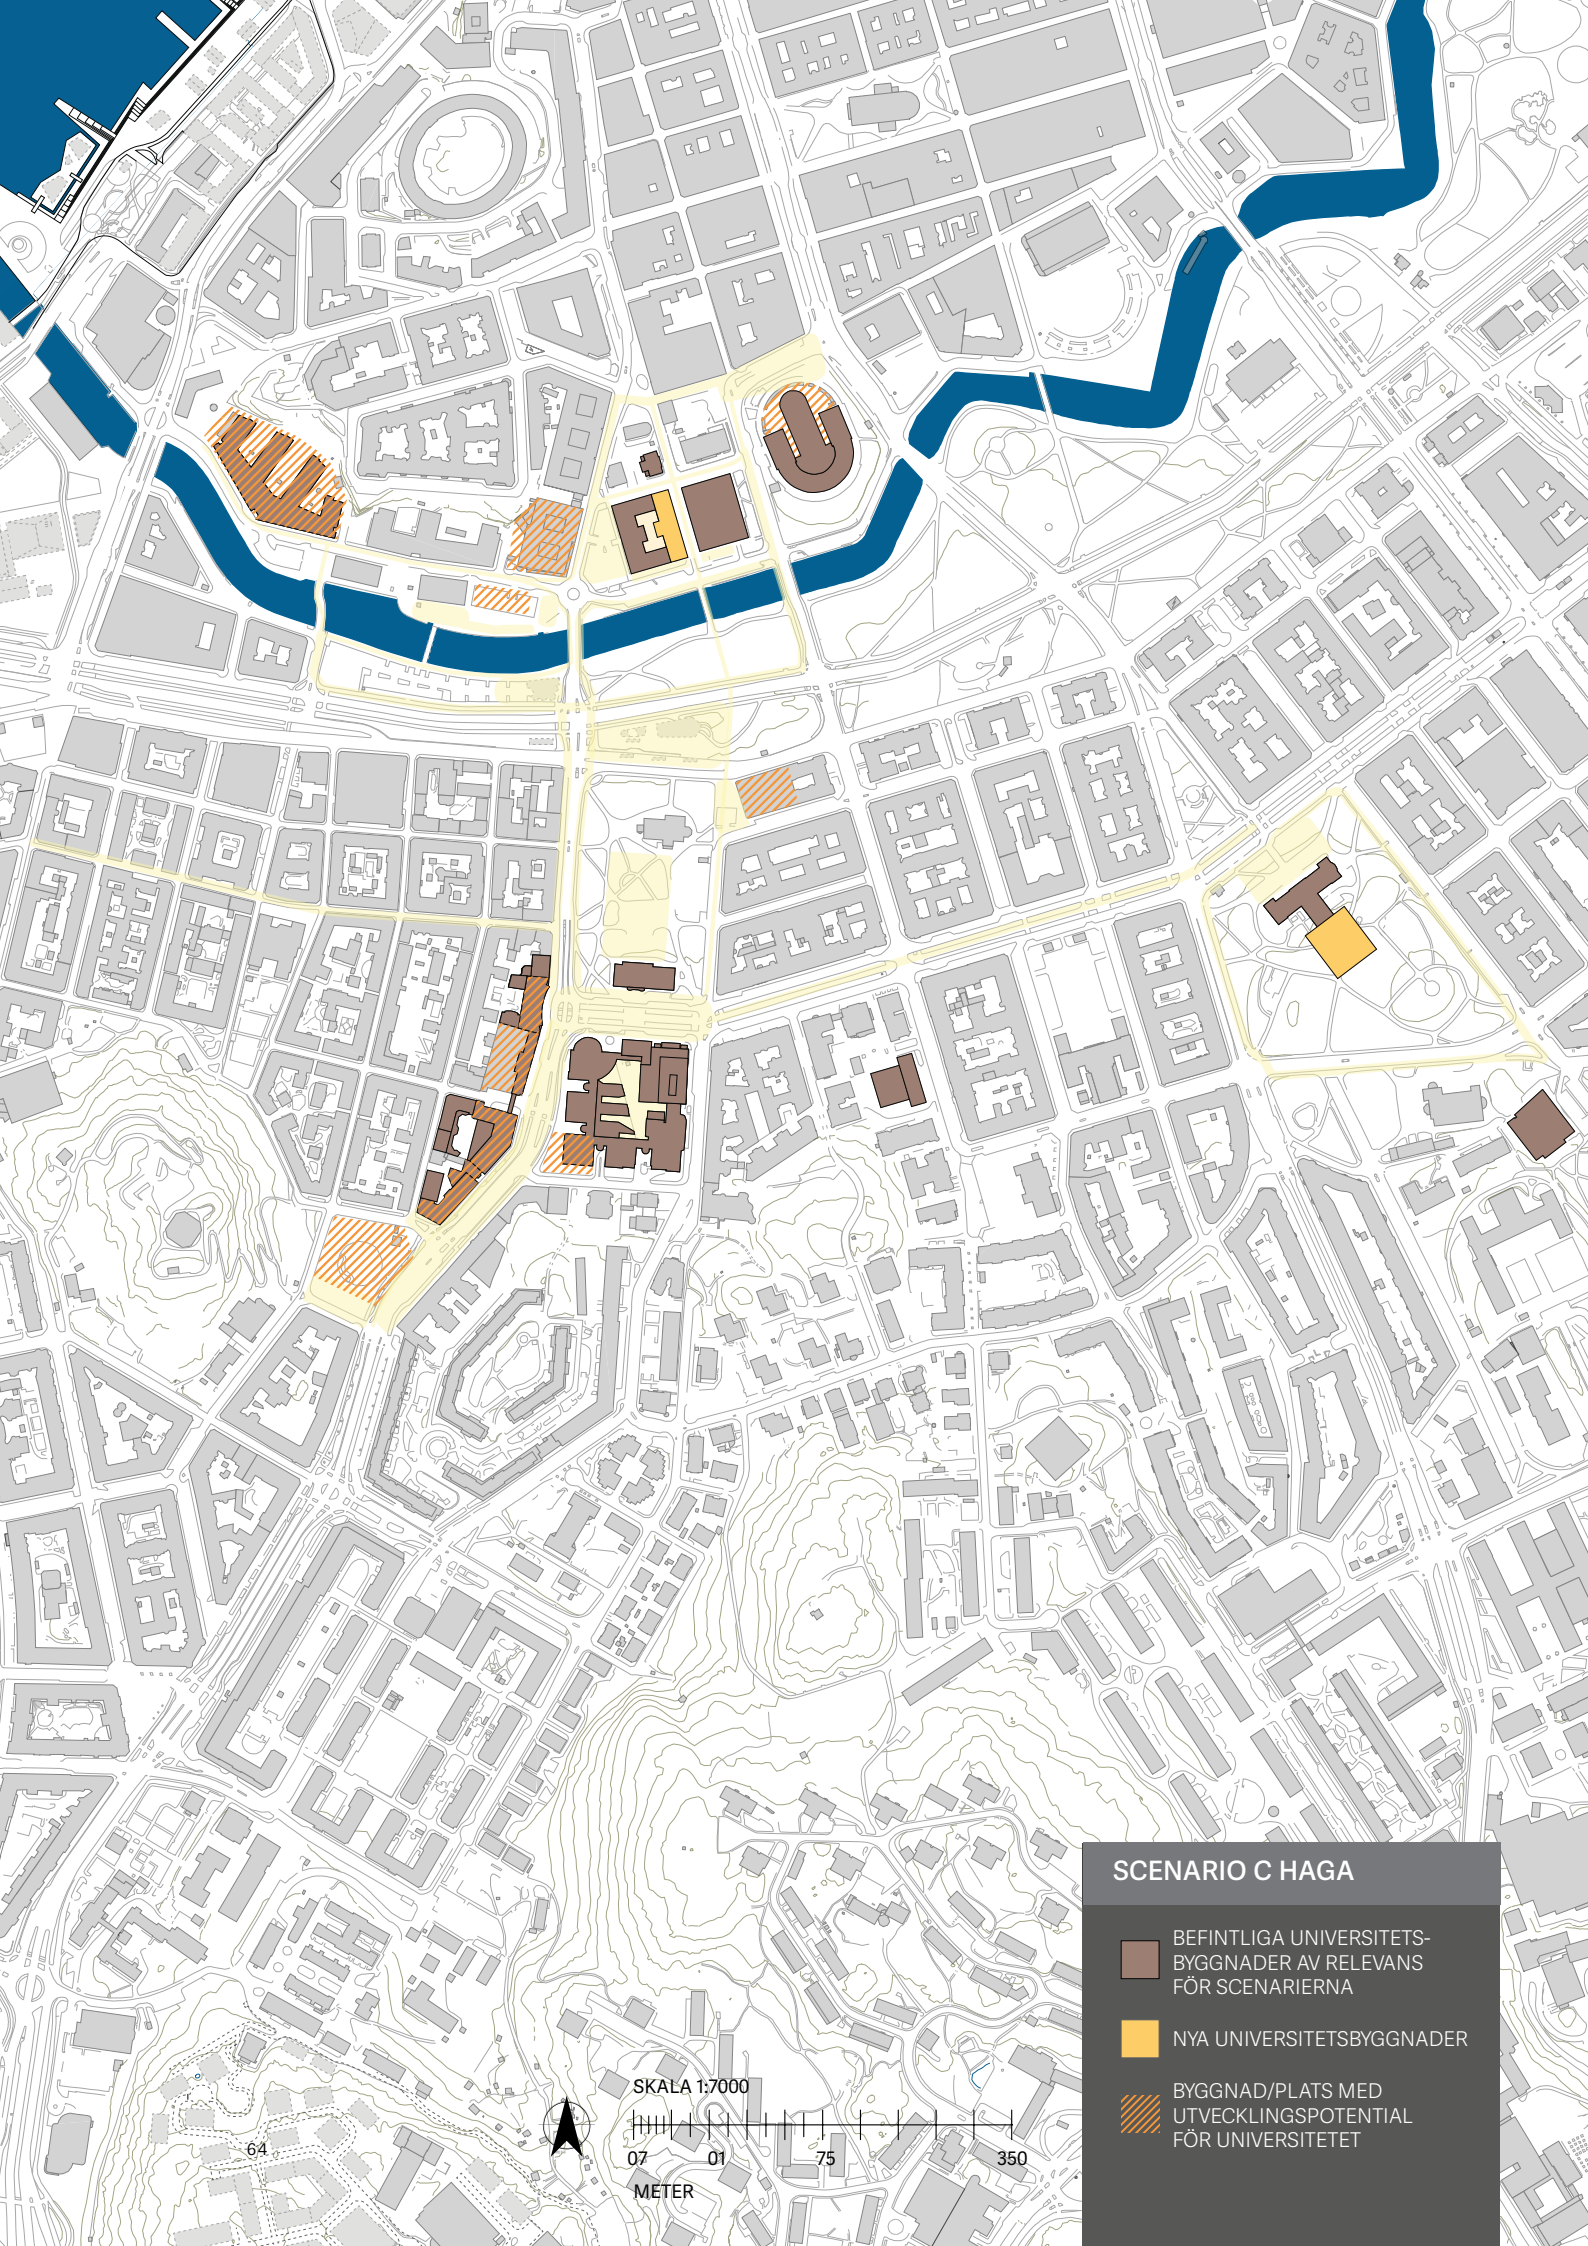 SCENARIO C HAGA
BEFINTLIGA UNIVERSITETS-
BYGGNADER AV RELEVANS
FÖR SCENARIERNA
NYA UNIVERSITETSBYGGNADER
BYGGNAD/PLATS MED
UTVECKLINGSPOTENTIAL
FÖR UNIVERSITETET
SKALA 1:7000
07 01 75 350
METER
64